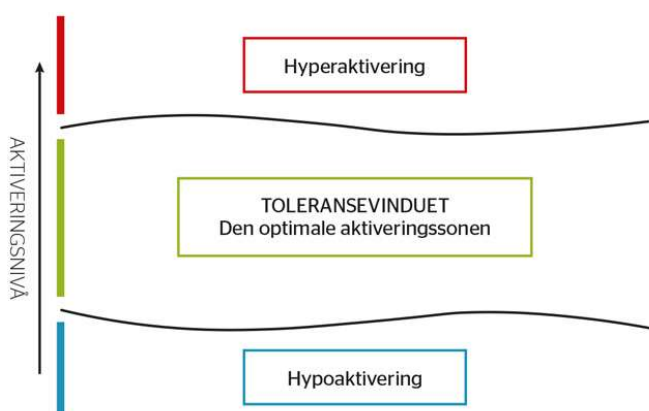 Hyperaktivering
AKTIVERINGSNIVÅ
TOLERANSEVINDUET
Den optimale aktiveringssonen
Hypoaktivering